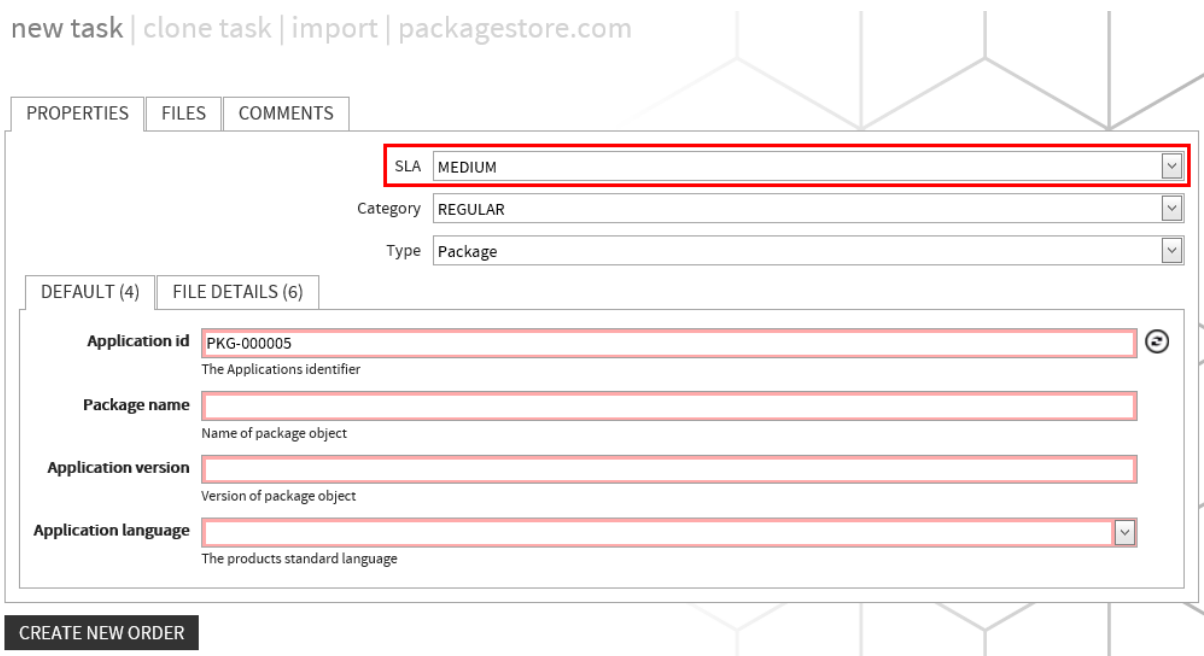 new task | clone task | import | packagestore.com
PROPERTIES FILES COMMENTS
SLA MEDIUM
Category REGULAR
Type Package
DEFAULT (4) FILE DETAILS (6)
Application id PKG-000005
The Applications identifier
Package name
Name of package object
Application version
Version of package object
Application language
The products standard language
CREATE NEW ORDER